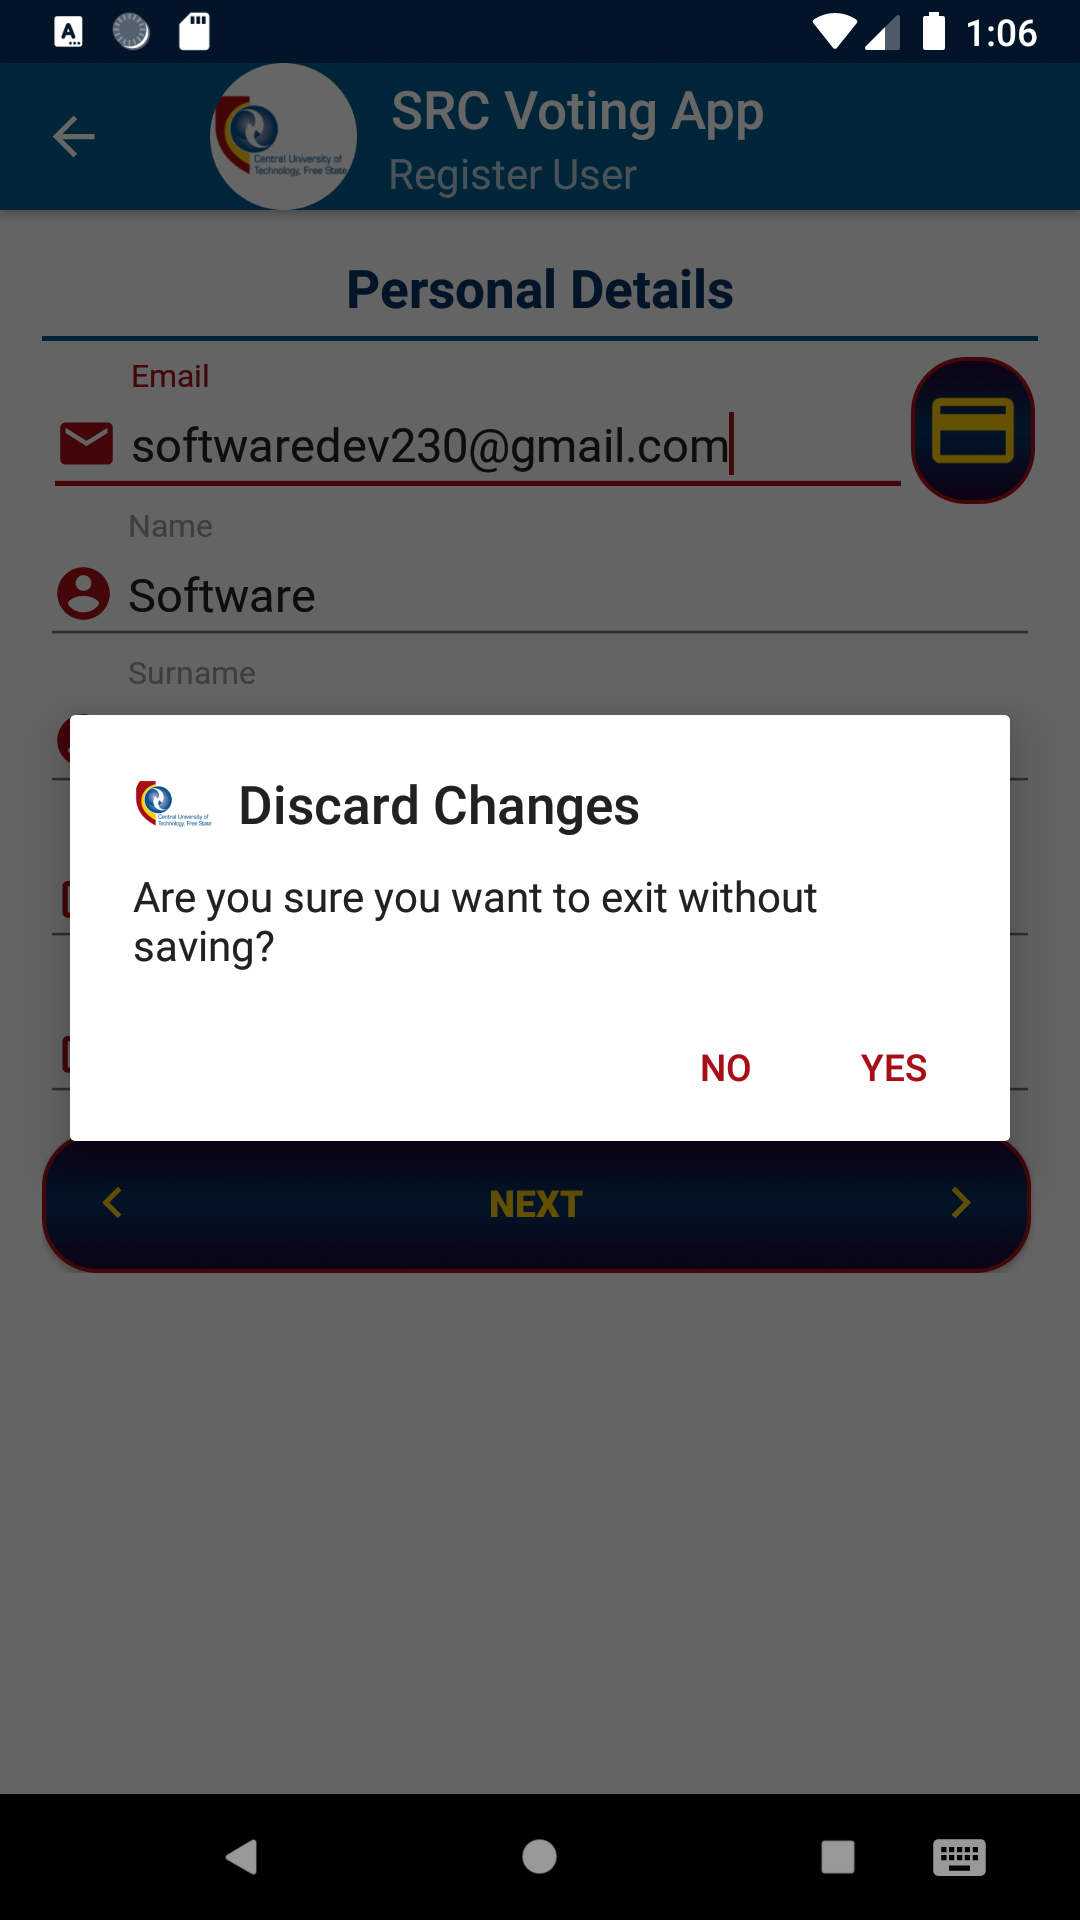 1:06
SRC Voting App
Central University of
Technology, Free State
Register User
Personal Details
Email
softwaredev230@gmail.com
Name
Software
Surname
Central University of
Technology, Free State
Discard Changes
Are you sure you want to exit without
saving?
NO YES
NEXT